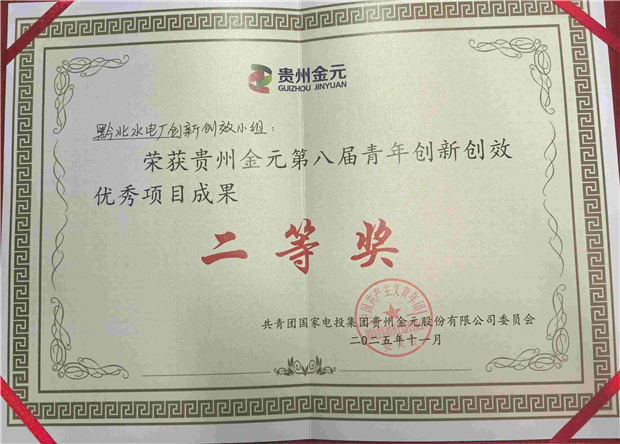 贵州金元
GUIZHOU JINYUAN
黔北水电厂创新创效小组：
荣获贵州金元第八届青年创新创效
优秀项目成果
二等奖
共青团国家电投集团贵州金元股份有限公司委员会
二〇二五年十一月